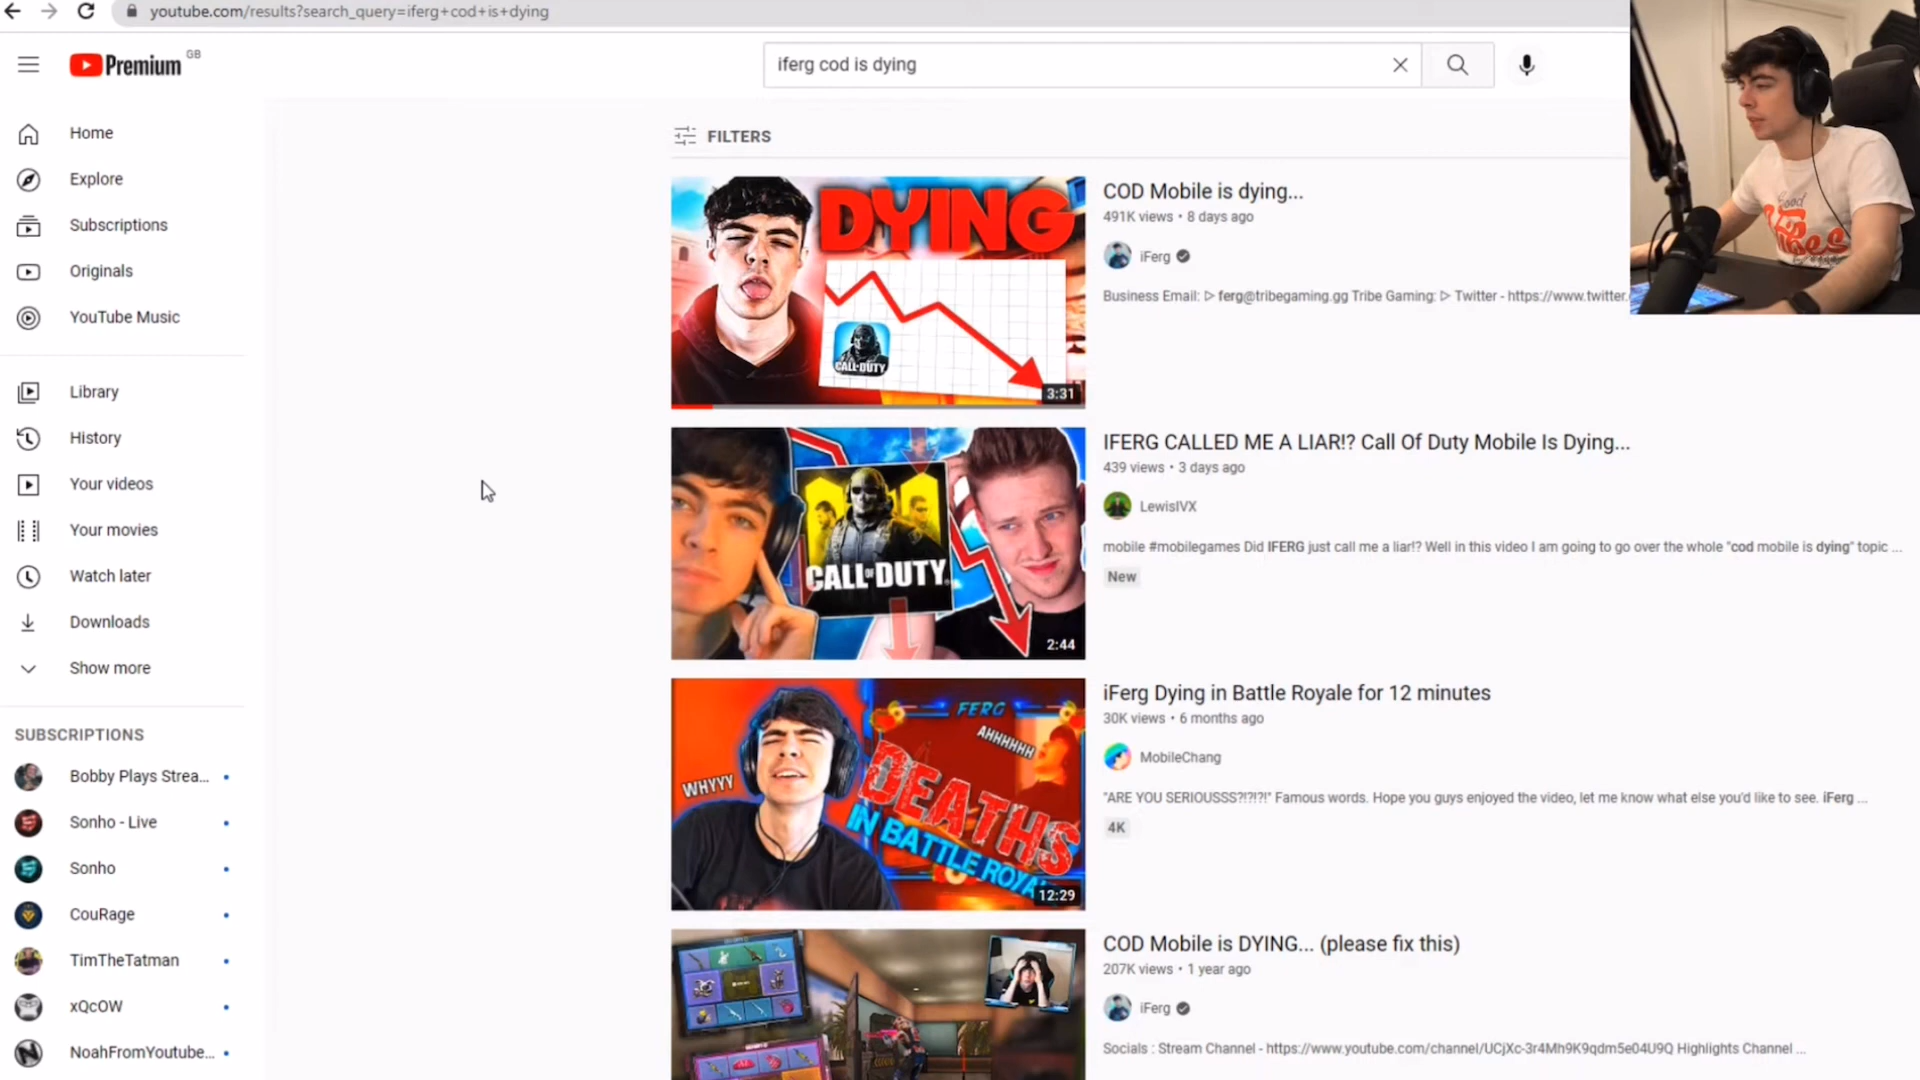 youtube.com/results?search_query=iferg+cod+is+dying
Premium GB
iferg cod is dying
Home
Explore
Subscriptions
Originals
YouTube Music
Library
History
Your videos
Your movies
Watch later
Downloads
Show more
SUBSCRIPTIONS
Bobby Plays Strea...
Sonho - Live
Sonho
CouRage
TimTheTatman
xQcOW
NoahFromYoutube...
FILTERS
DYING
CALL·DUTY
3:31
COD Mobile is dying...
491K views • 8 days ago
iFerg
Business Email: ▷ ferg@tribegaming.gg Tribe Gaming: ▷ Twitter - https://www.twitter.
CALL OF DUTY
2:44
IFERG CALLED ME A LIAR!? Call Of Duty Mobile Is Dying...
439 views • 3 days ago
LewisIVX
mobile #mobilegames Did IFERG just call me a liar!? Well in this video I am going to go over the whole "cod mobile is dying" topic ...
New
FERG
AHHHHHH
WHYYY
DEATHS
IN BATTLE ROYA
12:29
iFerg Dying in Battle Royale for 12 minutes
30K views • 6 months ago
MobileChang
"ARE YOU SERIOUSSS?!?!?!" Famous words. Hope you guys enjoyed the video, let me know what else you'd like to see. iFerg ...
4K
COD Mobile is DYING... (please fix this)
207K views • 1 year ago
iFerg
Socials : Stream Channel - https://www.youtube.com/channel/UCjXc-3r4Mh9K9qdm5e04U9Q Highlights Channel ...
Good
Vibes